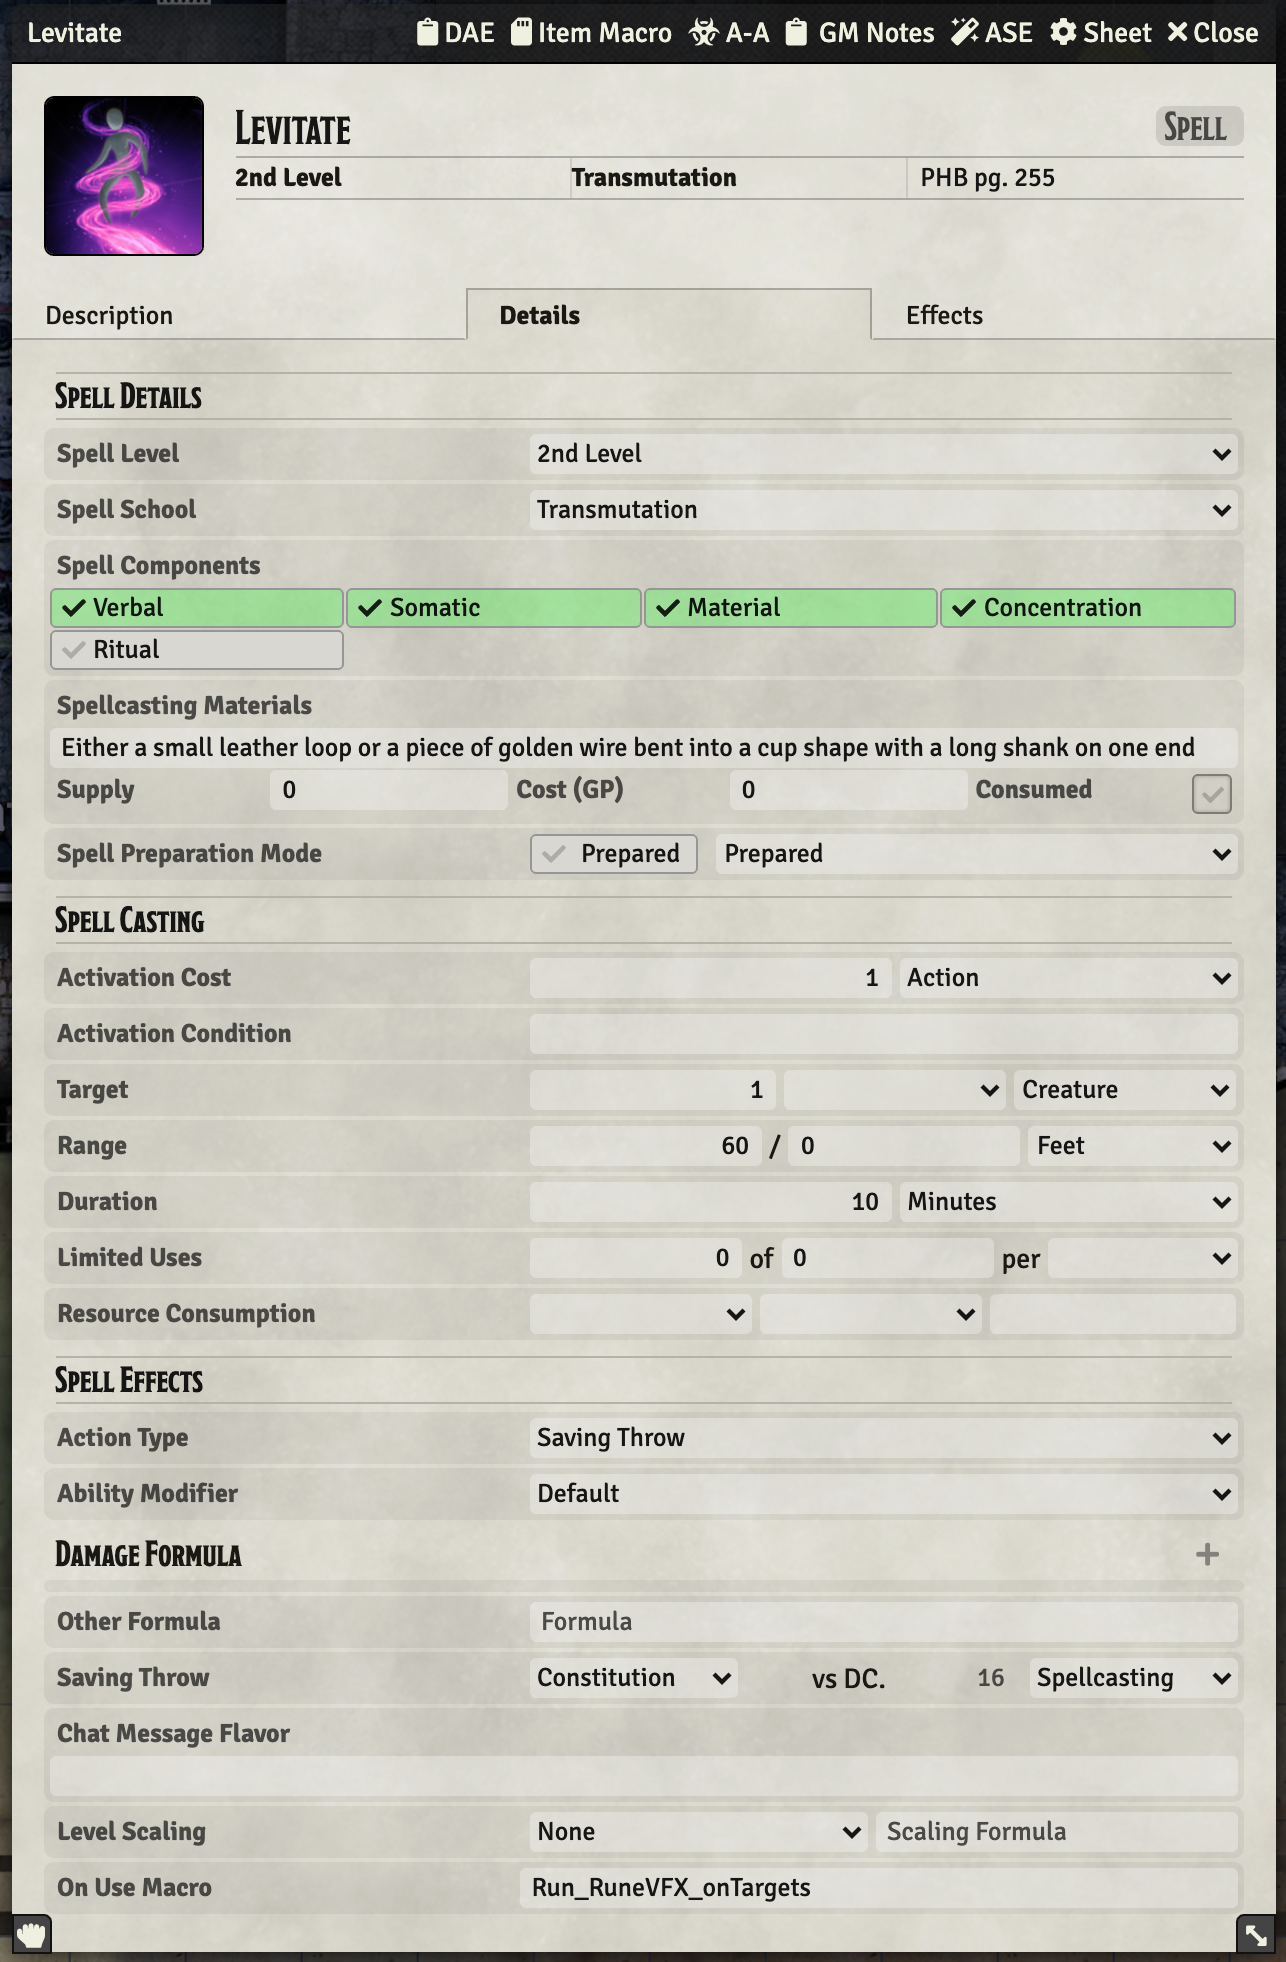 Levitate DAE Item Macro A-A GM Notes ASE Sheet Close
Levitate Spell
2nd Level Transmutation PHB pg. 255
Description Details Effects
Spell Details
Spell Level 2nd Level
Spell School Transmutation
Spell Components
Verbal Somatic Material Concentration
Ritual
Spellcasting Materials
Either a small leather loop or a piece of golden wire bent into a cup shape with a long shank on one end
Supply 0 Cost (GP) 0 Consumed
Spell Preparation Mode Prepared Prepared
Spell Casting
Activation Cost 1 Action
Activation Condition
Target 1 Creature
Range 60 / 0 Feet
Duration 10 Minutes
Limited Uses 0 of 0 per
Resource Consumption
Spell Effects
Action Type Saving Throw
Ability Modifier Default
Damage Formula
Other Formula Formula
Saving Throw Constitution vs DC. 16 Spellcasting
Chat Message Flavor
Level Scaling None Scaling Formula
On Use Macro Run_RuneVFX_onTargets